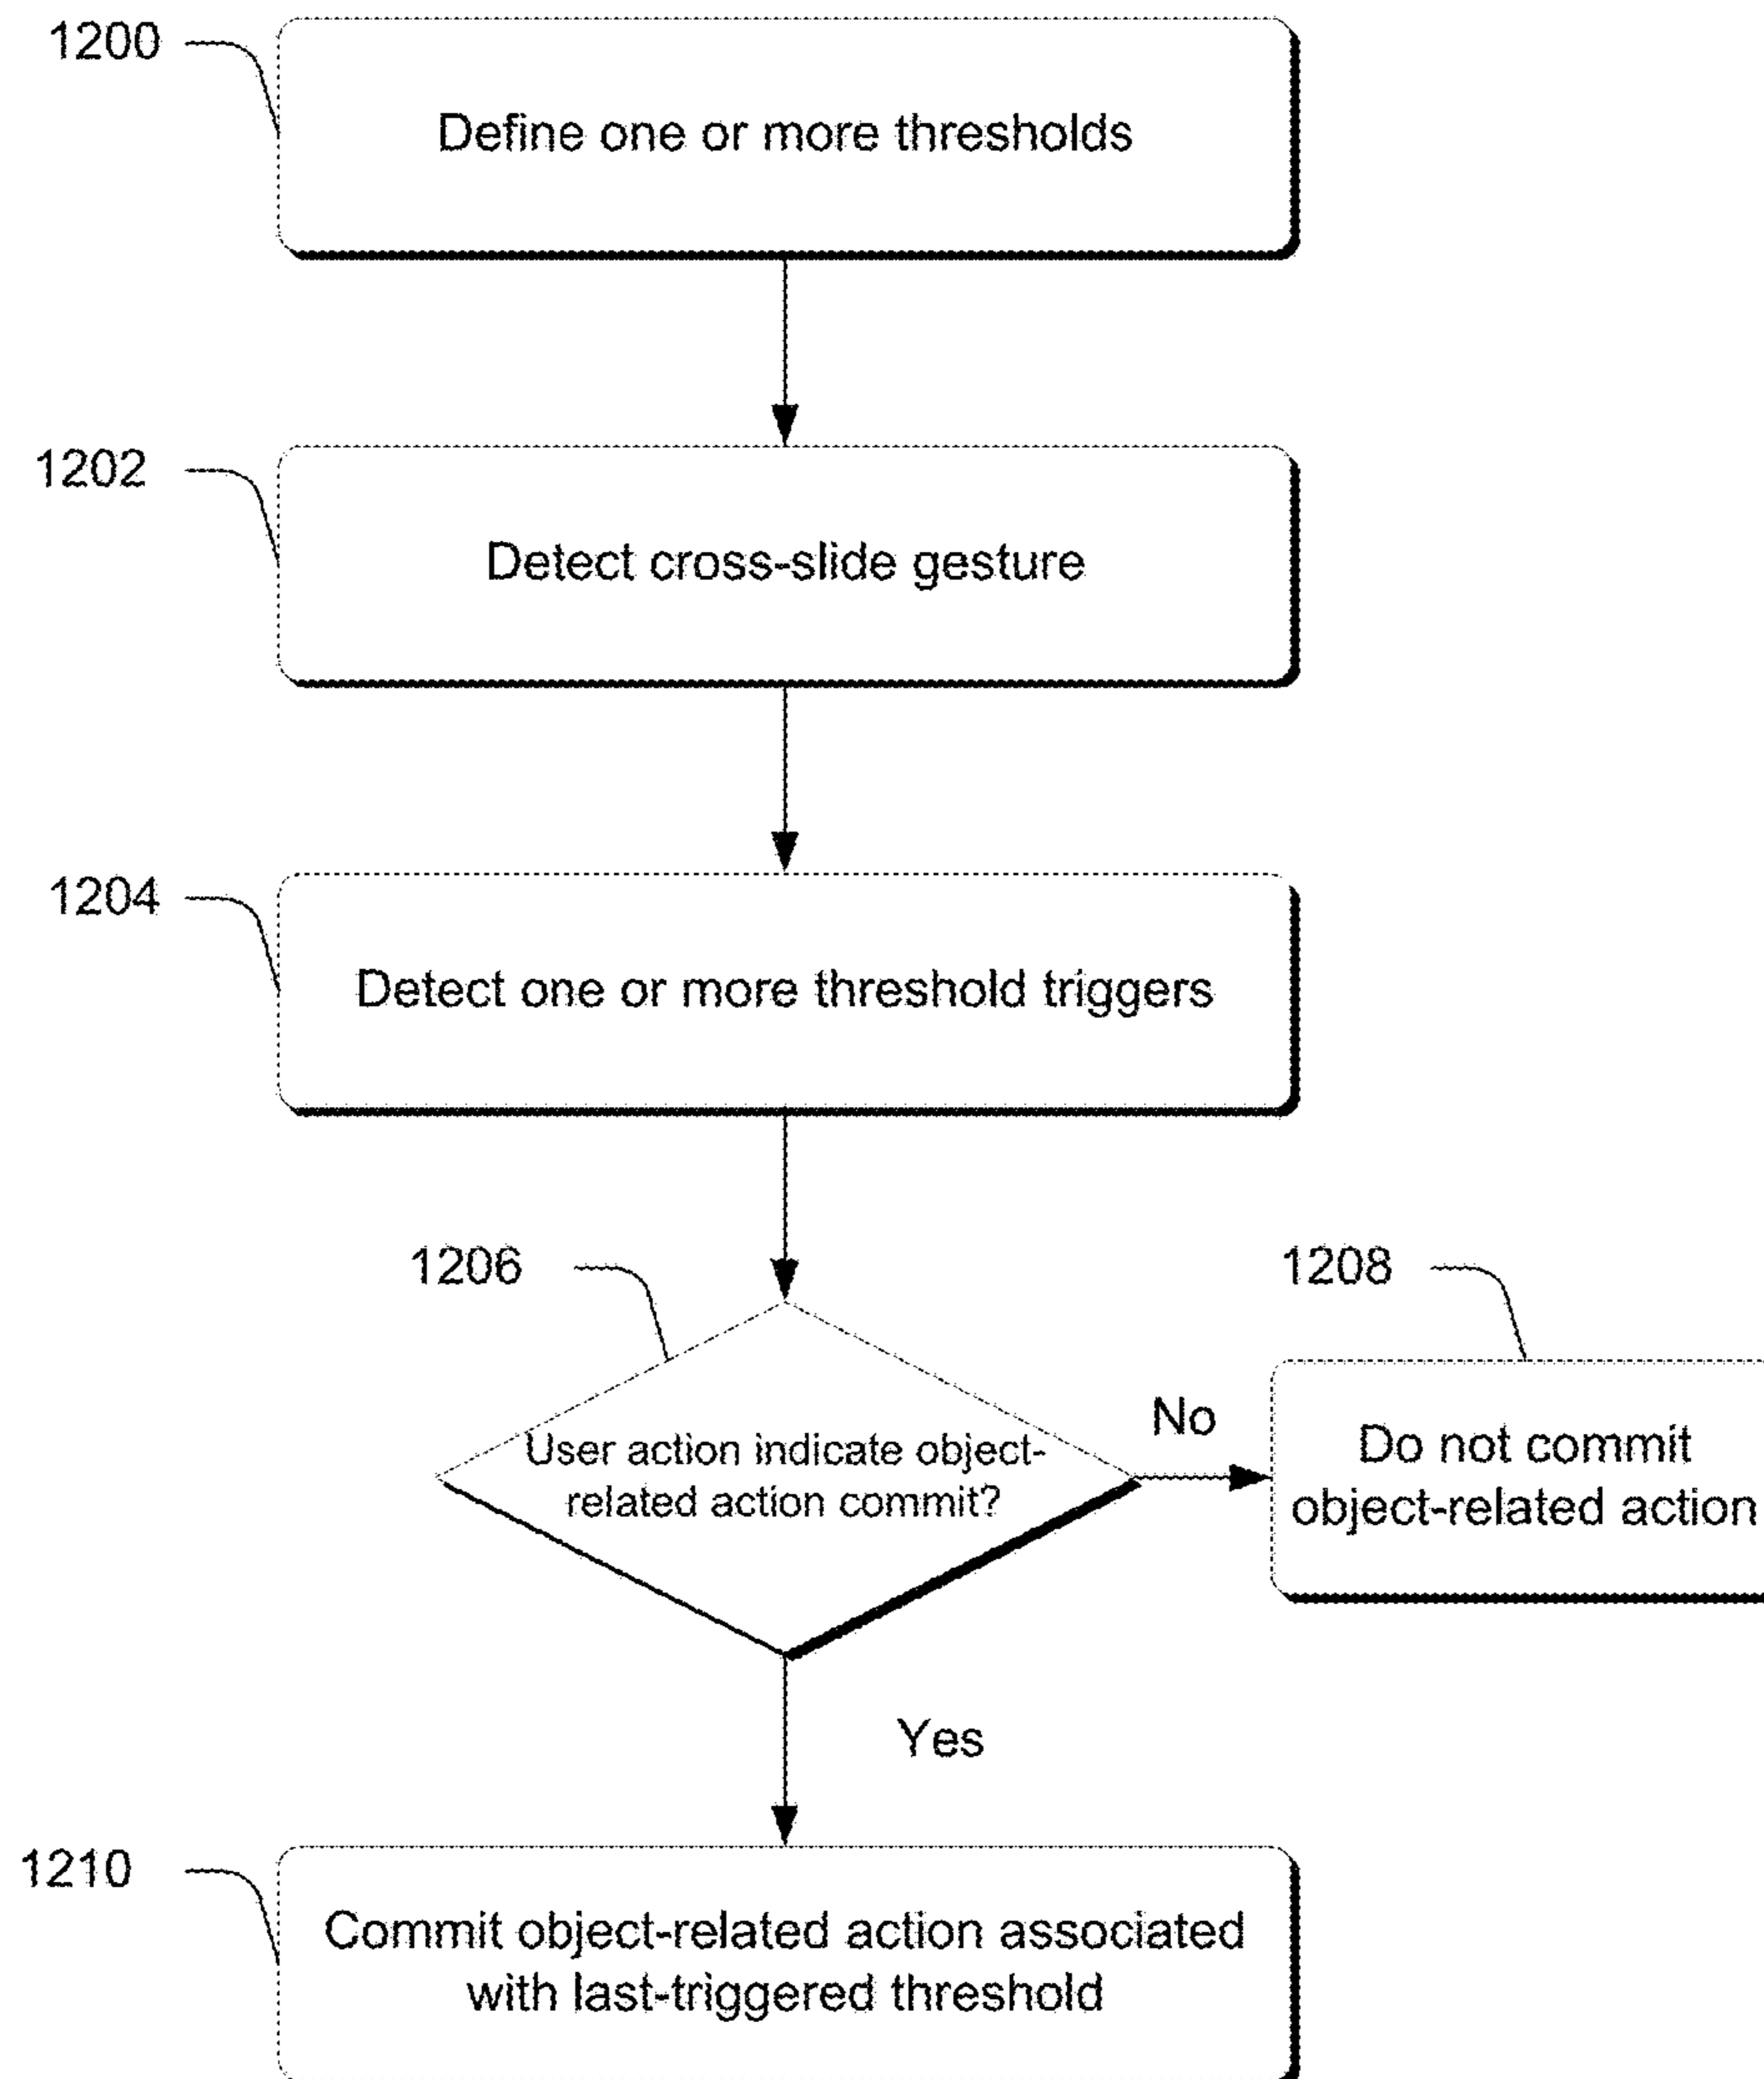 1200
Define one or more thresholds
1202
Detect cross-slide gesture
1204
Detect one or more threshold triggers
1206
1208
User action indicate object-
related action commit?
No
Do not commit
object-related action
Yes
1210
Commit object-related action associated
with last-triggered threshold